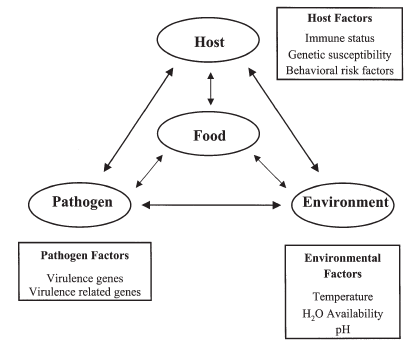 Host Factors
Immune status
Genetic susceptibility
Behavioral risk factors
Host
Food
Pathogen
Environment
Pathogen Factors
Virulence genes
Virulence related genes
Environmental
Factors
Temperature
H₂O Availability
pH